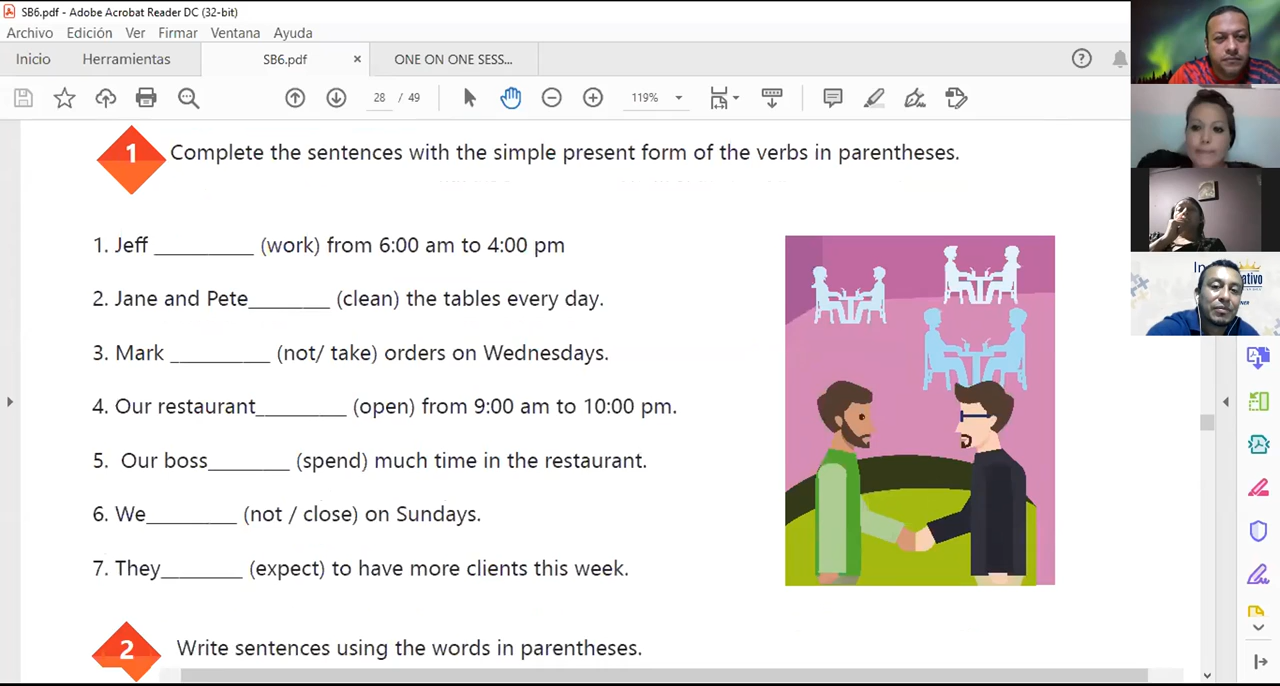 SB6.pdf - Adobe Acrobat Reader DC (32-bit)
Archivo Edición Ver Firmar Ventana Ayuda
Inicio Herramientas SB6.pdf × ONE ON ONE SESS...
28 / 49 119%
1 Complete the sentences with the simple present form of the verbs in parentheses.
1. Jeff __________ (work) from 6:00 am to 4:00 pm
2. Jane and Pete________ (clean) the tables every day.
3. Mark __________ (not/ take) orders on Wednesdays.
4. Our restaurant_________ (open) from 9:00 am to 10:00 pm.
5. Our boss________ (spend) much time in the restaurant.
6. We_________ (not / close) on Sundays.
7. They________ (expect) to have more clients this week.
2 Write sentences using the words in parentheses.